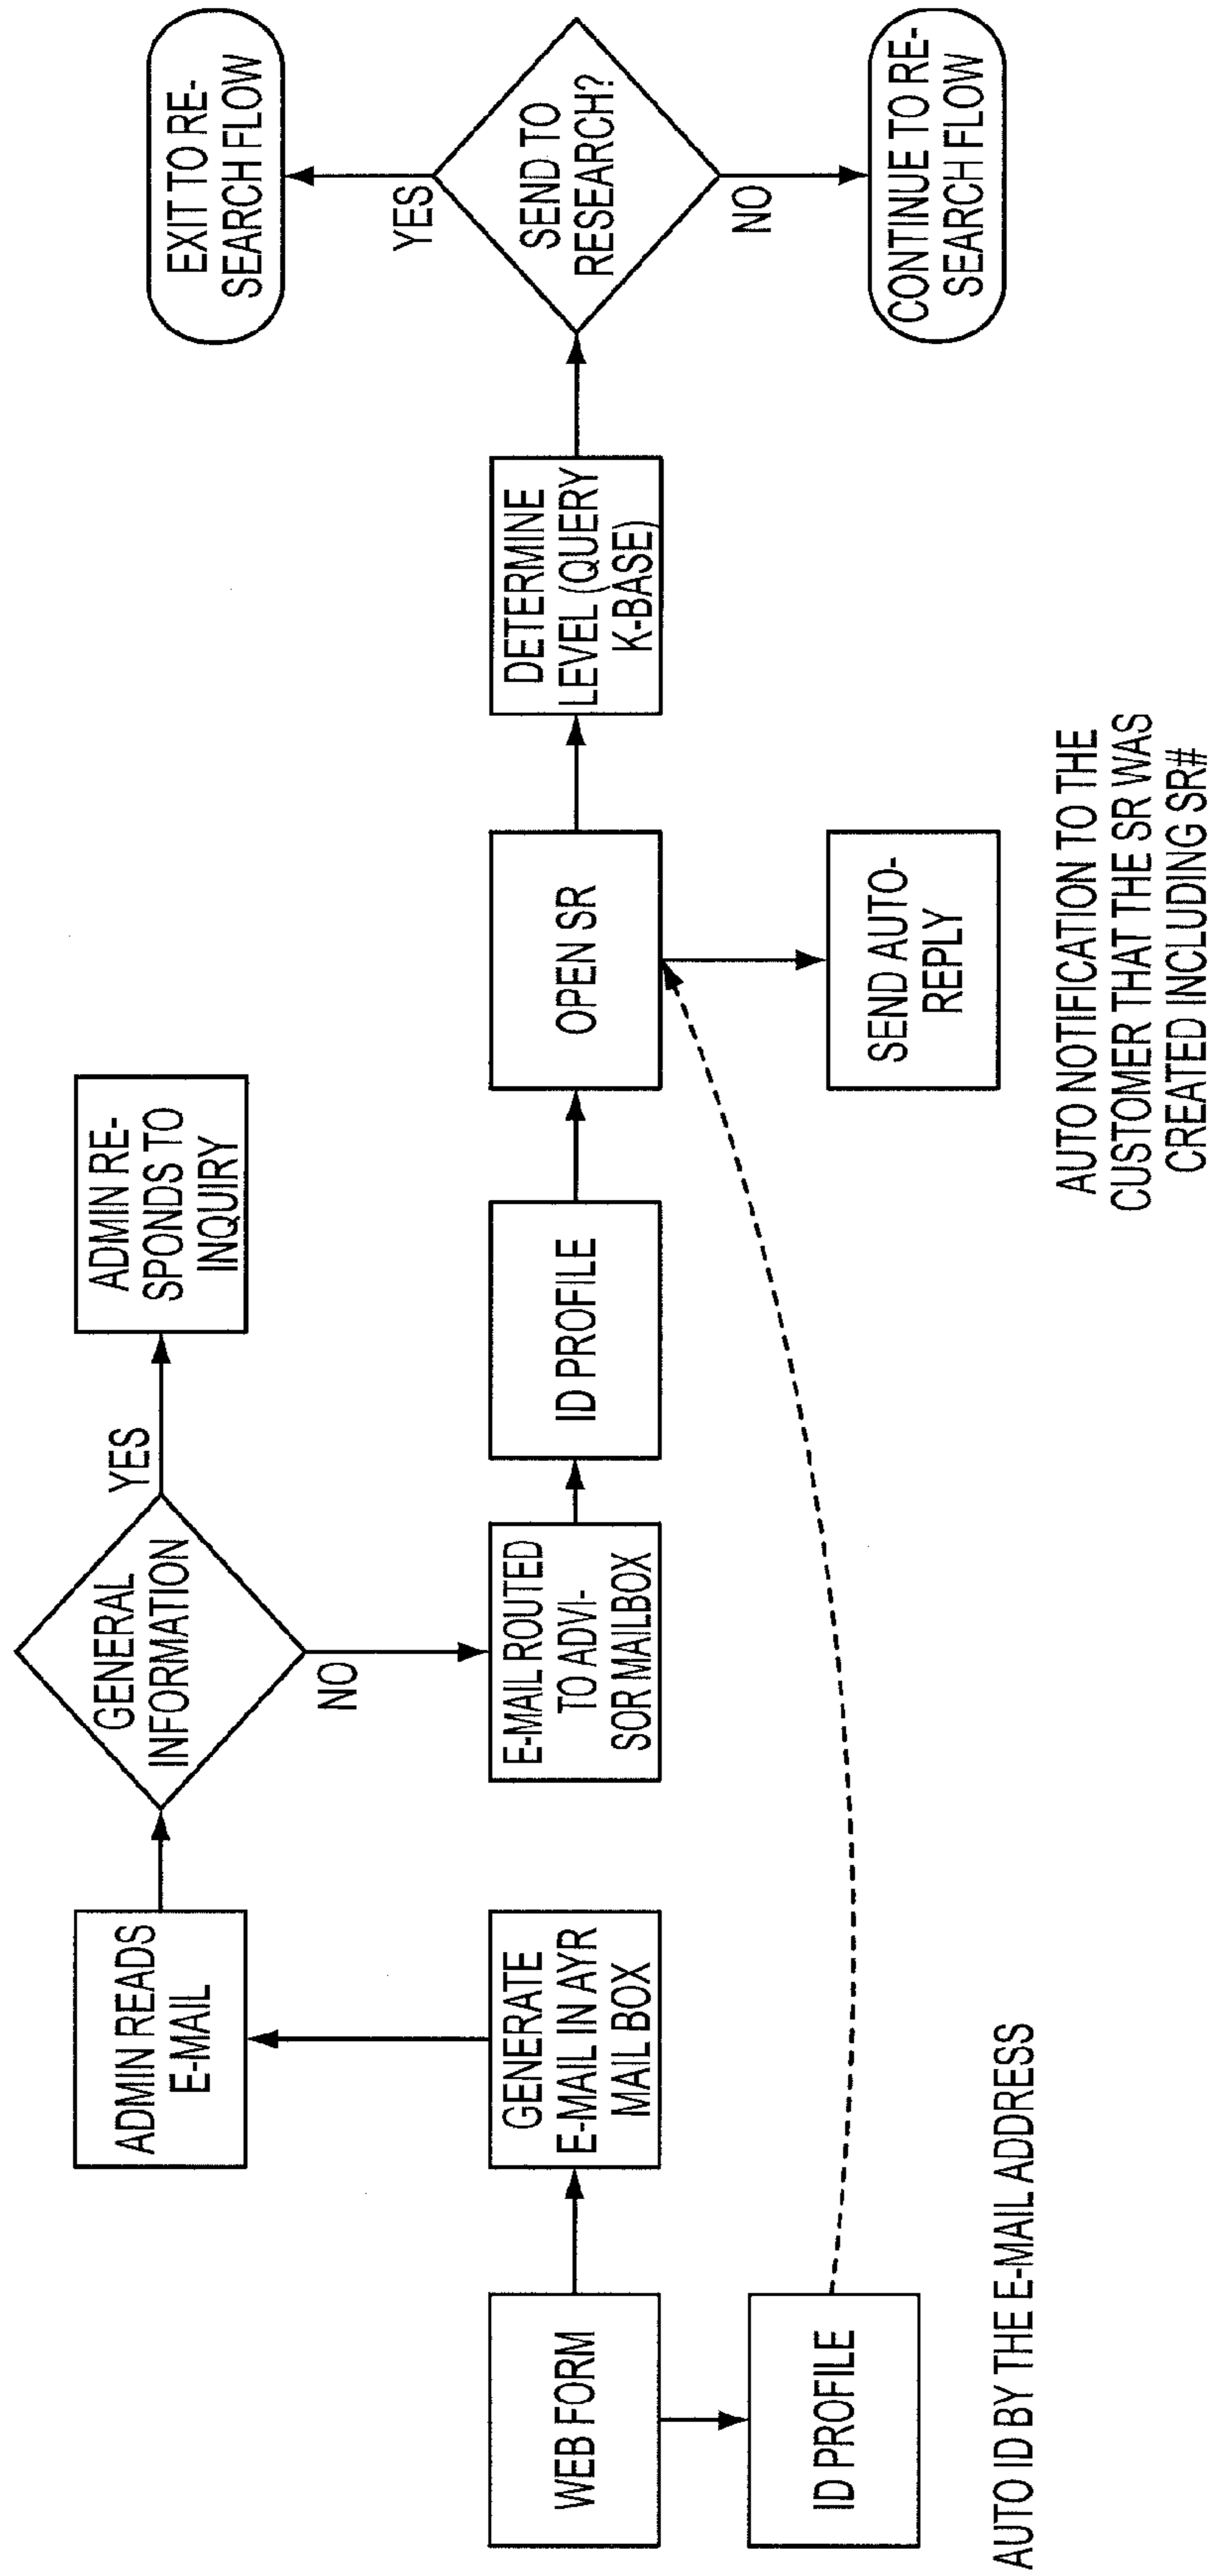 WEB FORM
ID PROFILE
AUTO ID BY THE E-MAIL ADDRESS
GENERATE
E-MAIL IN AYR
MAIL BOX
ADMIN READS
E-MAIL
GENERAL
INFORMATION
YES
NO
ADMIN RE-
SPONDS TO
INQUIRY
E-MAIL ROUTED
TO ADVI-
SOR MAILBOX
ID PROFILE
OPEN SR
SEND AUTO-
REPLY
AUTO NOTIFICATION TO THE
CUSTOMER THAT THE SR WAS
CREATED INCLUDING SR#
DETERMINE
LEVEL (QUERY
K-BASE)
SEND TO
RESEARCH?
YES
NO
EXIT TO RE-
SEARCH FLOW
CONTINUE TO RE-
SEARCH FLOW